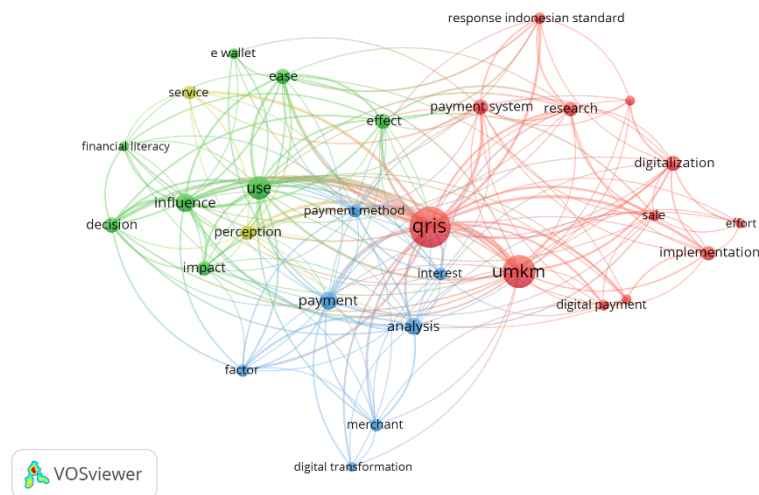 response indonesian standard
e wallet
ease
service
payment system
research
effect
financial literacy
digitalization
use
influence
payment method
decision
perception
qris
sale
effort
implementation
impact
interest
umkm
payment
digital payment
analysis
factor
merchant
digital transformation
VOSviewer